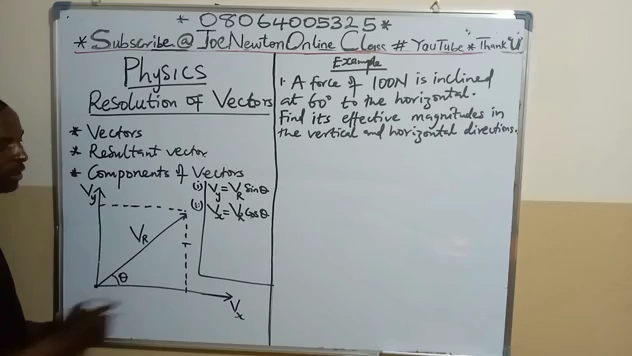 * 08064005325 *
* Subscribe @ JoeNewtonOnline Class # YouTube * Thank U
Physics
Resolution of Vectors
* Vectors
* Resultant vector
* Components of Vectors
(i) Vy = VR Sinθ
(ii) Vx = VR Cosθ
Vy
VR
θ
Vx
Example
1. A force of 100N is inclined
at 60° to the horizontal.
Find its effective magnitudes in
the vertical and horizontal directions.